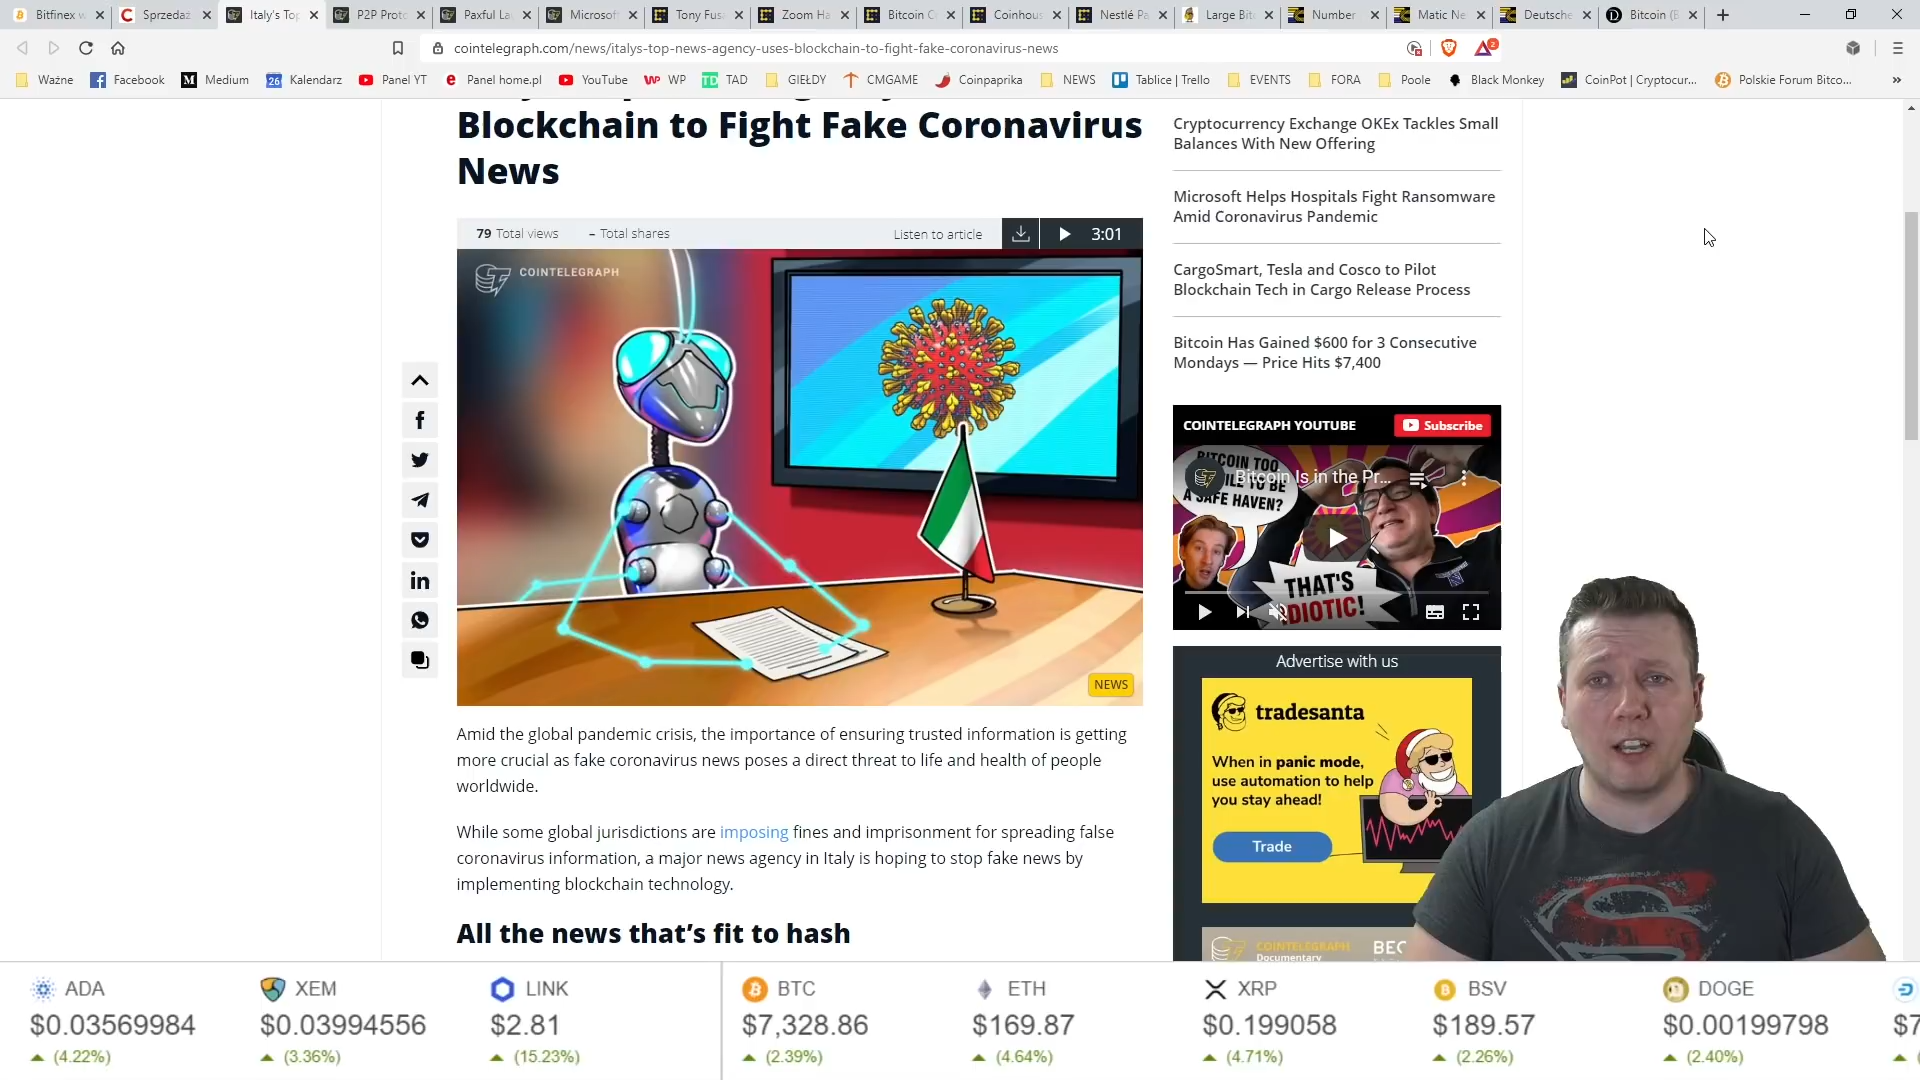 Bitfinex w
Sprzedaż
Italy's Top
P2P Proto
Paxful La
Microsoft
Tony Fusa
Zoom Ha
Bitcoin C
Coinhous
Nestlé Pa
Large Bit
Number
Matic Ne
Deutsche
Bitcoin (B
cointelegraph.com/news/italys-top-news-agency-uses-blockchain-to-fight-fake-coronavirus-news
2
Ważne
Facebook
Medium
26
Kalendarz
Panel YT
Panel home.pl
YouTube
WP
TAD
GIEŁDY
CMGAME
Coinpaprika
NEWS
Tablice | Trello
EVENTS
FORA
Poole
Black Monkey
CoinPot | Cryptocur...
Polskie Forum Bitco...
Blockchain to Fight Fake Coronavirus
News
79 Total views
– Total shares
Listen to article
3:01
COINTELEGRAPH
NEWS
Amid the global pandemic crisis, the importance of ensuring trusted information is getting
more crucial as fake coronavirus news poses a direct threat to life and health of people
worldwide.
While some global jurisdictions are imposing fines and imprisonment for spreading false
coronavirus information, a major news agency in Italy is hoping to stop fake news by
implementing blockchain technology.
All the news that's fit to hash
Cryptocurrency Exchange OKEx Tackles Small
Balances With New Offering
Microsoft Helps Hospitals Fight Ransomware
Amid Coronavirus Pandemic
CargoSmart, Tesla and Cosco to Pilot
Blockchain Tech in Cargo Release Process
Bitcoin Has Gained $600 for 3 Consecutive
Mondays — Price Hits $7,400
COINTELEGRAPH YOUTUBE
Subscribe
BITCOIN TOO
Bitcoin Is in the Pr...
A SAFE HAVEN?
THAT'S
IDIOTIC!
Advertise with us
tradesanta
When in panic mode,
use automation to help
you stay ahead!
Trade
COINTELEGRAPH
Documentary
BEC
ADA
$0.03569984
(4.22%)
XEM
$0.03994556
(3.36%)
LINK
$2.81
(15.23%)
BTC
$7,328.86
(2.39%)
ETH
$169.87
(4.64%)
XRP
$0.199058
(4.71%)
BSV
$189.57
(2.26%)
DOGE
$0.00199798
(2.40%)
$7